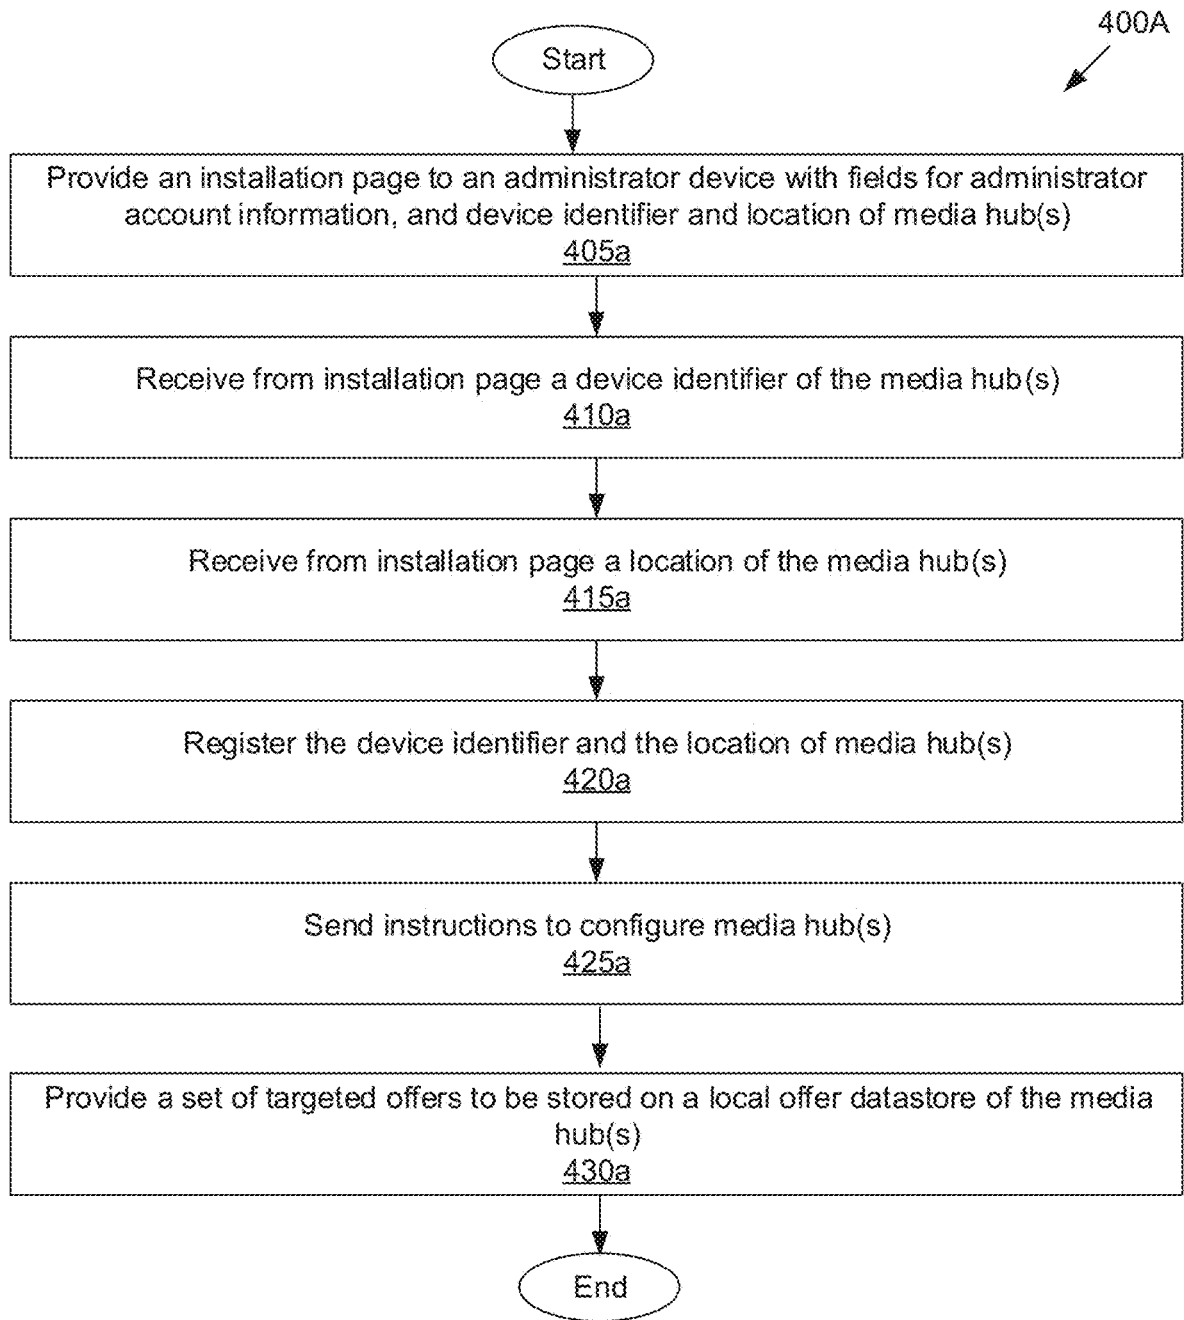 400A
Start
Provide an installation page to an administrator device with fields for administrator
account information, and device identifier and location of media hub(s)
405a
Receive from installation page a device identifier of the media hub(s)
410a
Receive from installation page a location of the media hub(s)
415a
Register the device identifier and the location of media hub(s)
420a
Send instructions to configure media hub(s)
425a
Provide a set of targeted offers to be stored on a local offer datastore of the media
hub(s)
430a
End